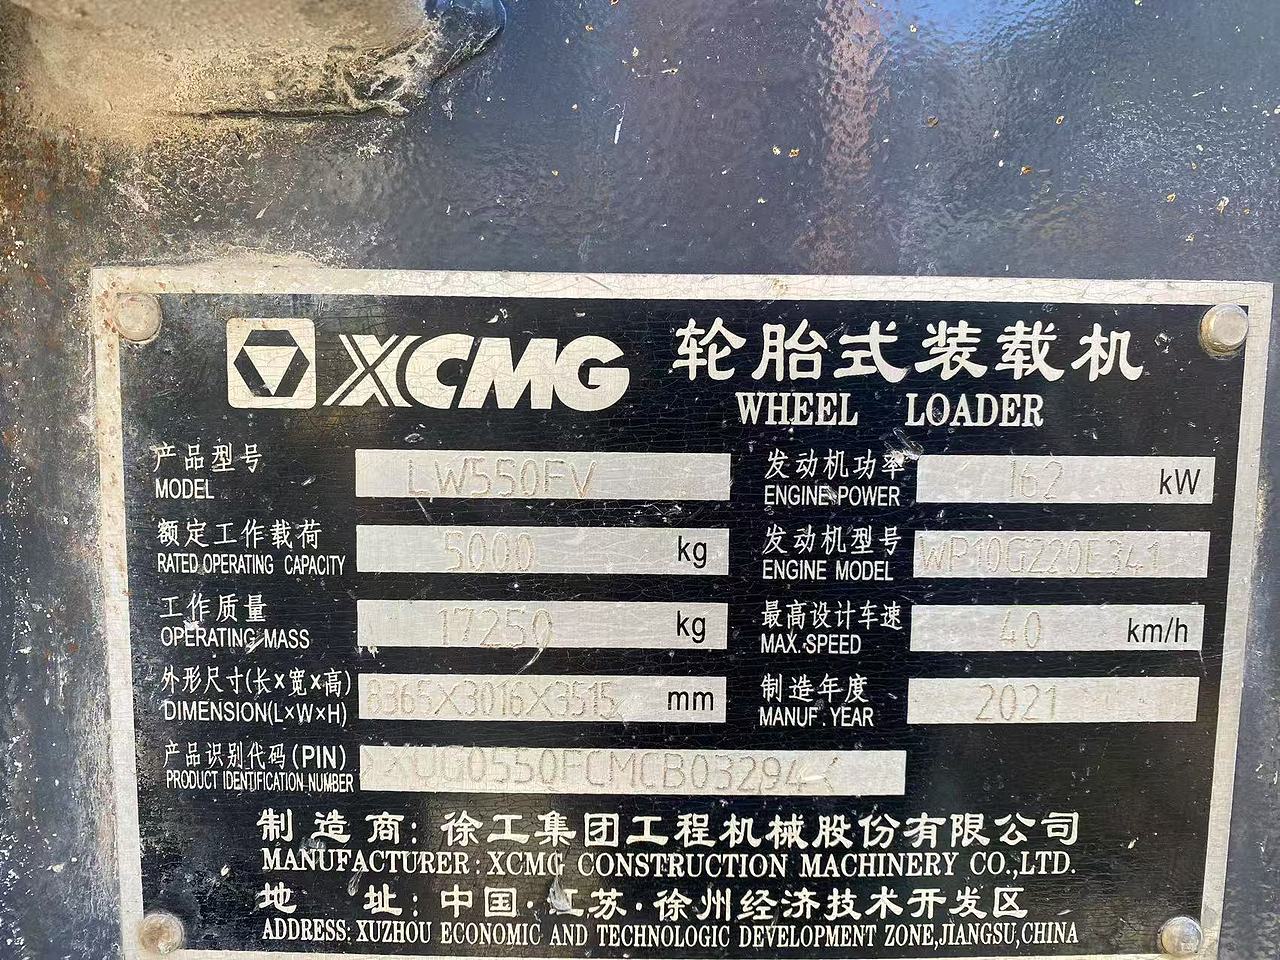 XCMG 轮胎式装载机
WHEEL LOADER
产品型号 LW550FV 发动机功率 162 kW
MODEL ENGINE POWER
额定工作载荷 5000 kg 发动机型号 WP10G220E341
RATED OPERATING CAPACITY ENGINE MODEL
工作质量 17250 kg 最高设计车速 40 km/h
OPERATING MASS MAX. SPEED
外形尺寸(长×宽×高) 8365X3016X3515 mm 制造年度 2021
DIMENSION(L×W×H) MANUF. YEAR
产品识别代码(PIN) >XUG0550FCMCB03294<
PRODUCT IDENTIFICATION NUMBER
制造商:徐工集团工程机械股份有限公司
MANUFACTURER: XCMG CONSTRUCTION MACHINERY CO.,LTD.
地址:中国·江苏·徐州经济技术开发区
ADDRESS: XUZHOU ECONOMIC AND TECHNOLOGIC DEVELOPMENT ZONE,JIANGSU,CHINA